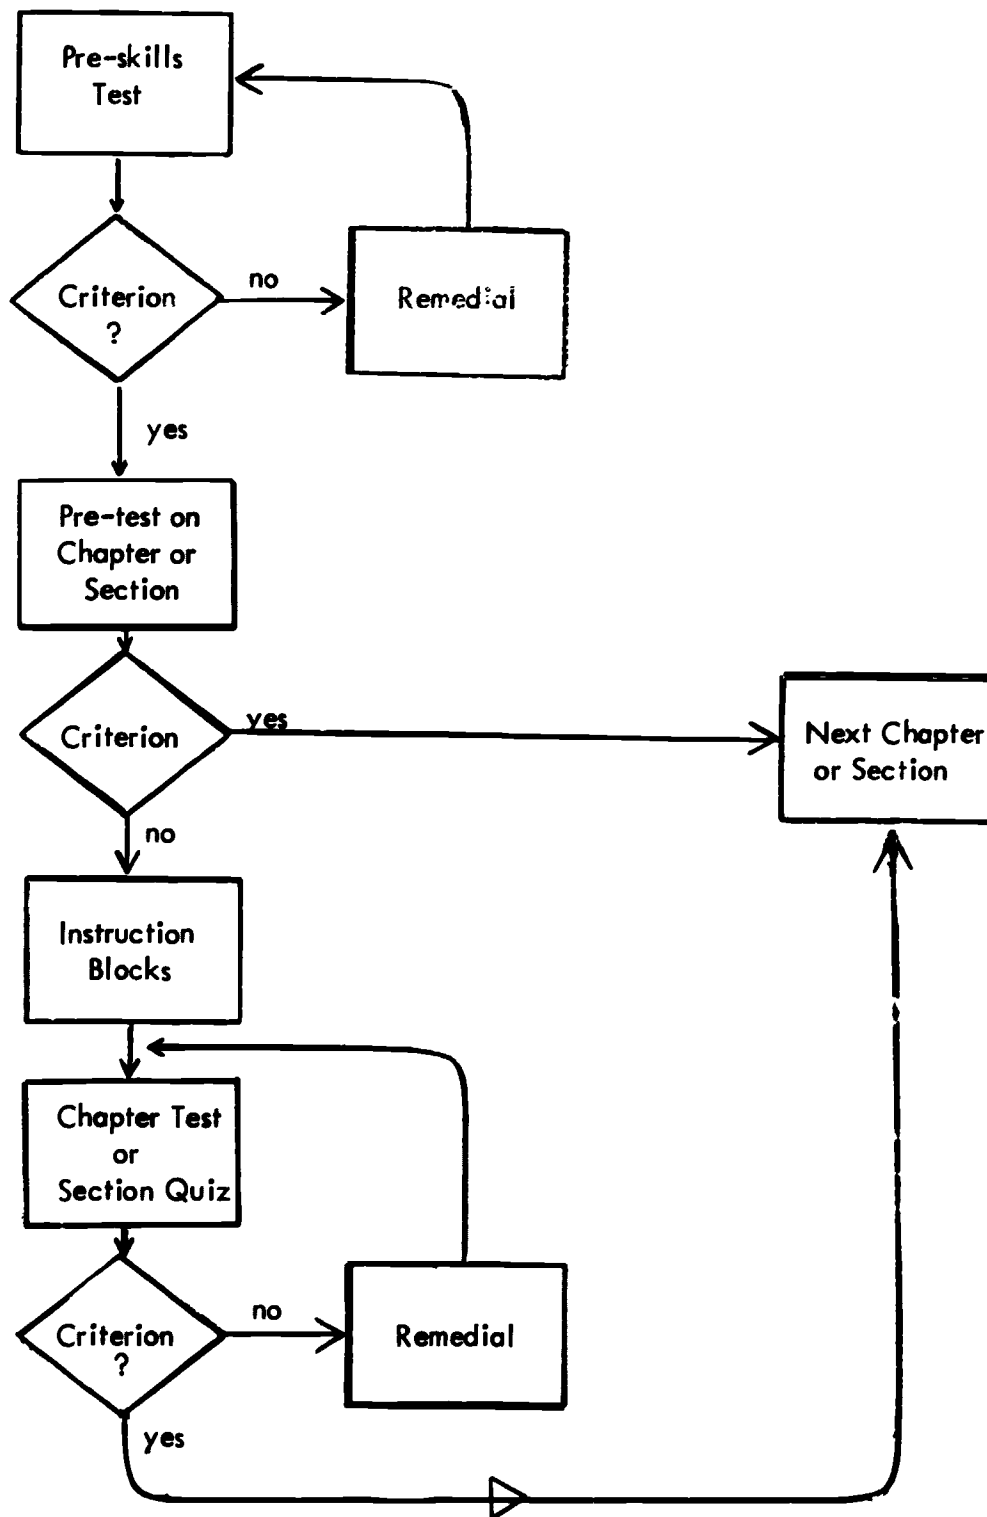 Pre-skills
Test
Criterion
?
no
Remedial
yes
Pre-test on
Chapter or
Section
Criterion
yes
Next Chapter
or Section
no
Instruction
Blocks
Chapter Test
or
Section Quiz
Criterion
?
no
Remedial
yes